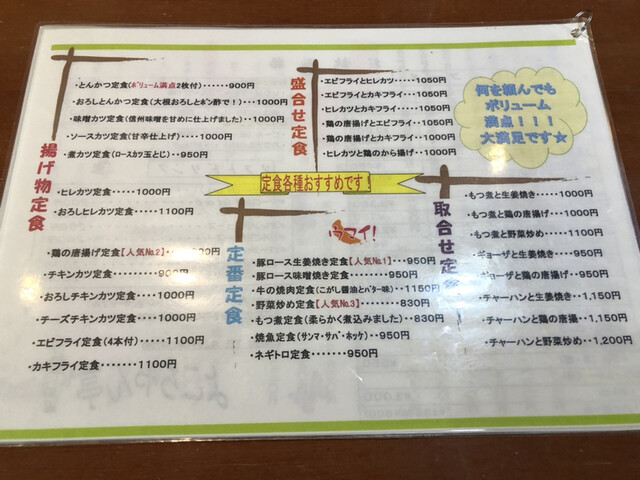 揚げ物定食
・とんかつ定食(ﾎﾞﾘｭｰﾑ満点2枚付)・・・・・・900円
・おろしとんかつ定食(大根おろしとポン酢で!)・・・1000円
・味噌カツ定食(信州味噌を甘めに仕上げました)・・・1000円
・ソースカツ定食(甘辛仕上げ)・・・・1000円
・煮カツ定食(ロースカツ玉とじ)・・950円
・ヒレカツ定食・・・・・1000円
・おろしヒレカツ定食・・・・1100円
・鶏の唐揚げ定食【人気No.2】・・・・1000円
・チキンカツ定食・・・・・・・・・900円
・おろしチキンカツ定食・・・・1000円
・チーズチキンカツ定食・・・・1000円
・エビフライ定食(4本付)・・・・1100円
・カキフライ定食・・・・・1100円
盛合せ定食
・エビフライとヒレカツ・・・・1050円
・エビフライとカキフライ・・・・1050円
・ヒレカツとカキフライ・・・・1050円
・鶏の唐揚げとエビフライ・・・1050円
・鶏の唐揚げとカキフライ・・・1000円
・ヒレカツと鶏のから揚げ・・・1000円
何を頼んでも
ボリューム
満点!!!
大満足です☆
定食各種おすすめです!
ウマイ!
定番定食
・豚ロース生姜焼き定食【人気No.1】・・・・950円
・豚ロース味噌焼き定食・・・・・950円
・牛の焼肉定食(こがし醤油とバター味)・・1150円
・野菜炒め定食【人気No.3】・・・・・・830円
・もつ煮定食(柔らかく煮込みました)・・・830円
・焼魚定食(サンマ・サバ・ホッケ)・・・・950円
・ネギトロ定食・・・・950円
取合せ定食
・もつ煮と生姜焼き・・・・1000円
・もつ煮と鶏の唐揚げ・・・1000円
・もつ煮と野菜炒め・・・・1100円
・ギョーザと生姜焼き・・・950円
・ギョーザと鶏の唐揚・・・950円
・チャーハンと生姜焼き・・1,150円
・チャーハンと鶏の唐揚・・1,150円
・チャーハンと野菜炒め・・1,200円